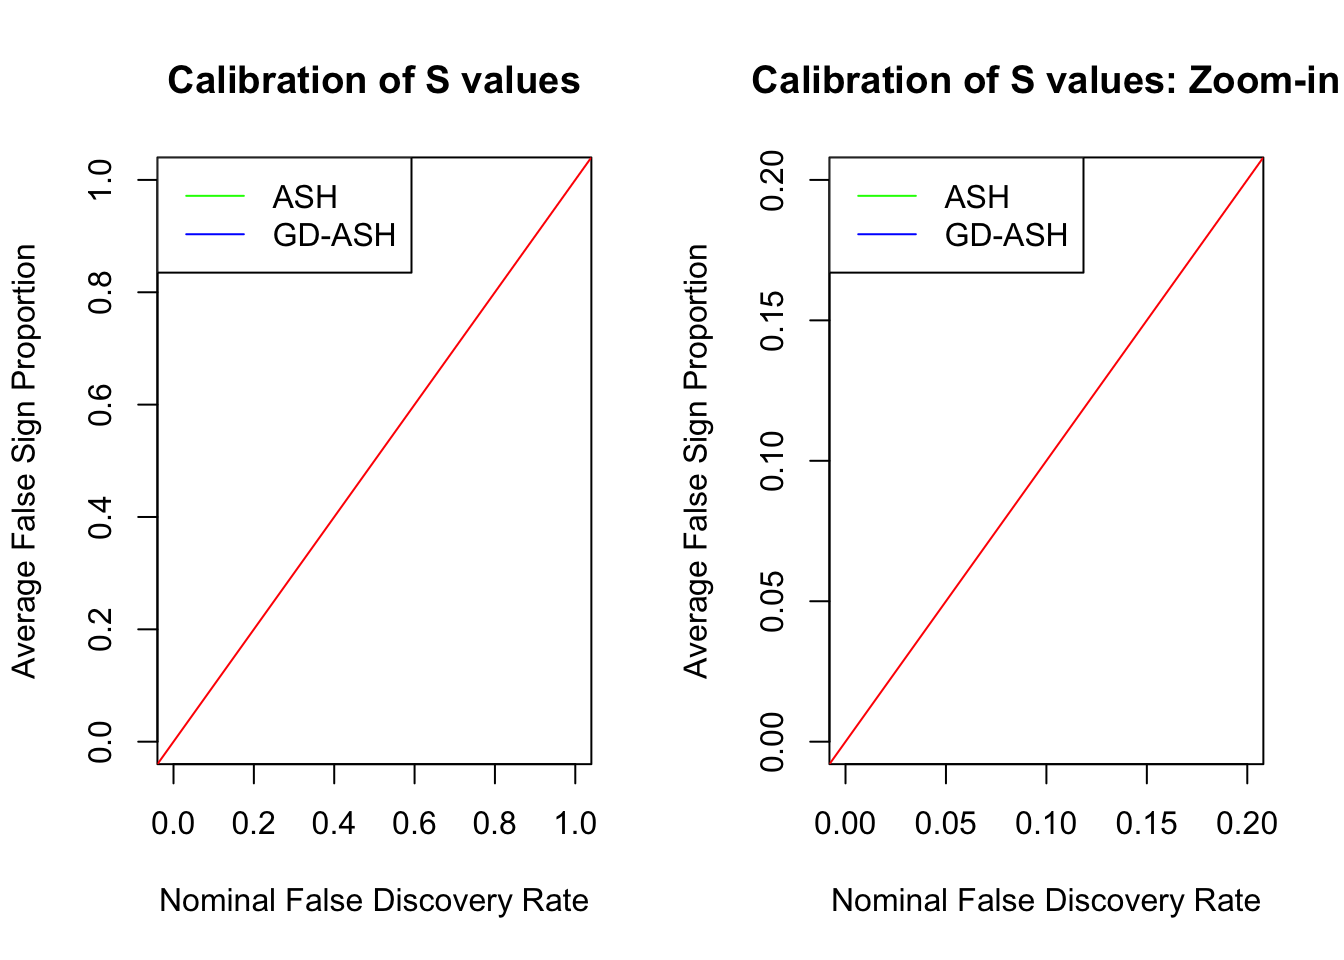 Calibration of S values
ASH
GD-ASH
Average False Sign Proportion
1.0
0.8
0.6
0.4
0.2
0.0
0.0 0.2 0.4 0.6 0.8 1.0
Nominal False Discovery Rate
Calibration of S values: Zoom-in
ASH
GD-ASH
Average False Sign Proportion
0.20
0.15
0.10
0.05
0.00
0.00 0.05 0.10 0.15 0.20
Nominal False Discovery Rate